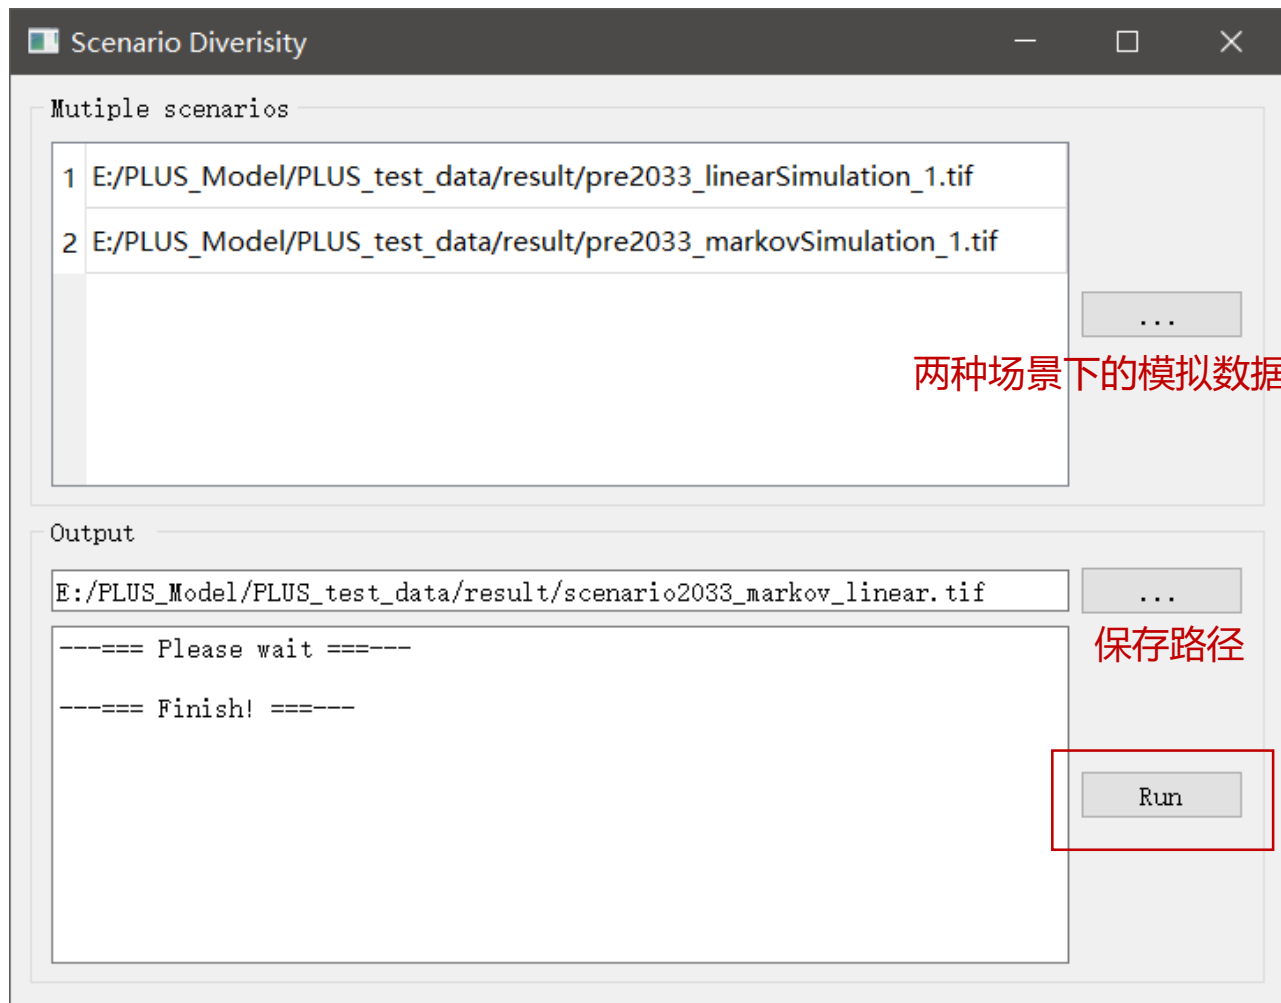 Scenario Diverisity
Mutiple scenarios
1 E:/PLUS_Model/PLUS_test_data/result/pre2033_linearSimulation_1.tif
2 E:/PLUS_Model/PLUS_test_data/result/pre2033_markovSimulation_1.tif
...
两种场景下的模拟数据
Output
E:/PLUS_Model/PLUS_test_data/result/scenario2033_markov_linear.tif
...
保存路径
---=== Please wait ===---
---=== Finish! ===---
Run